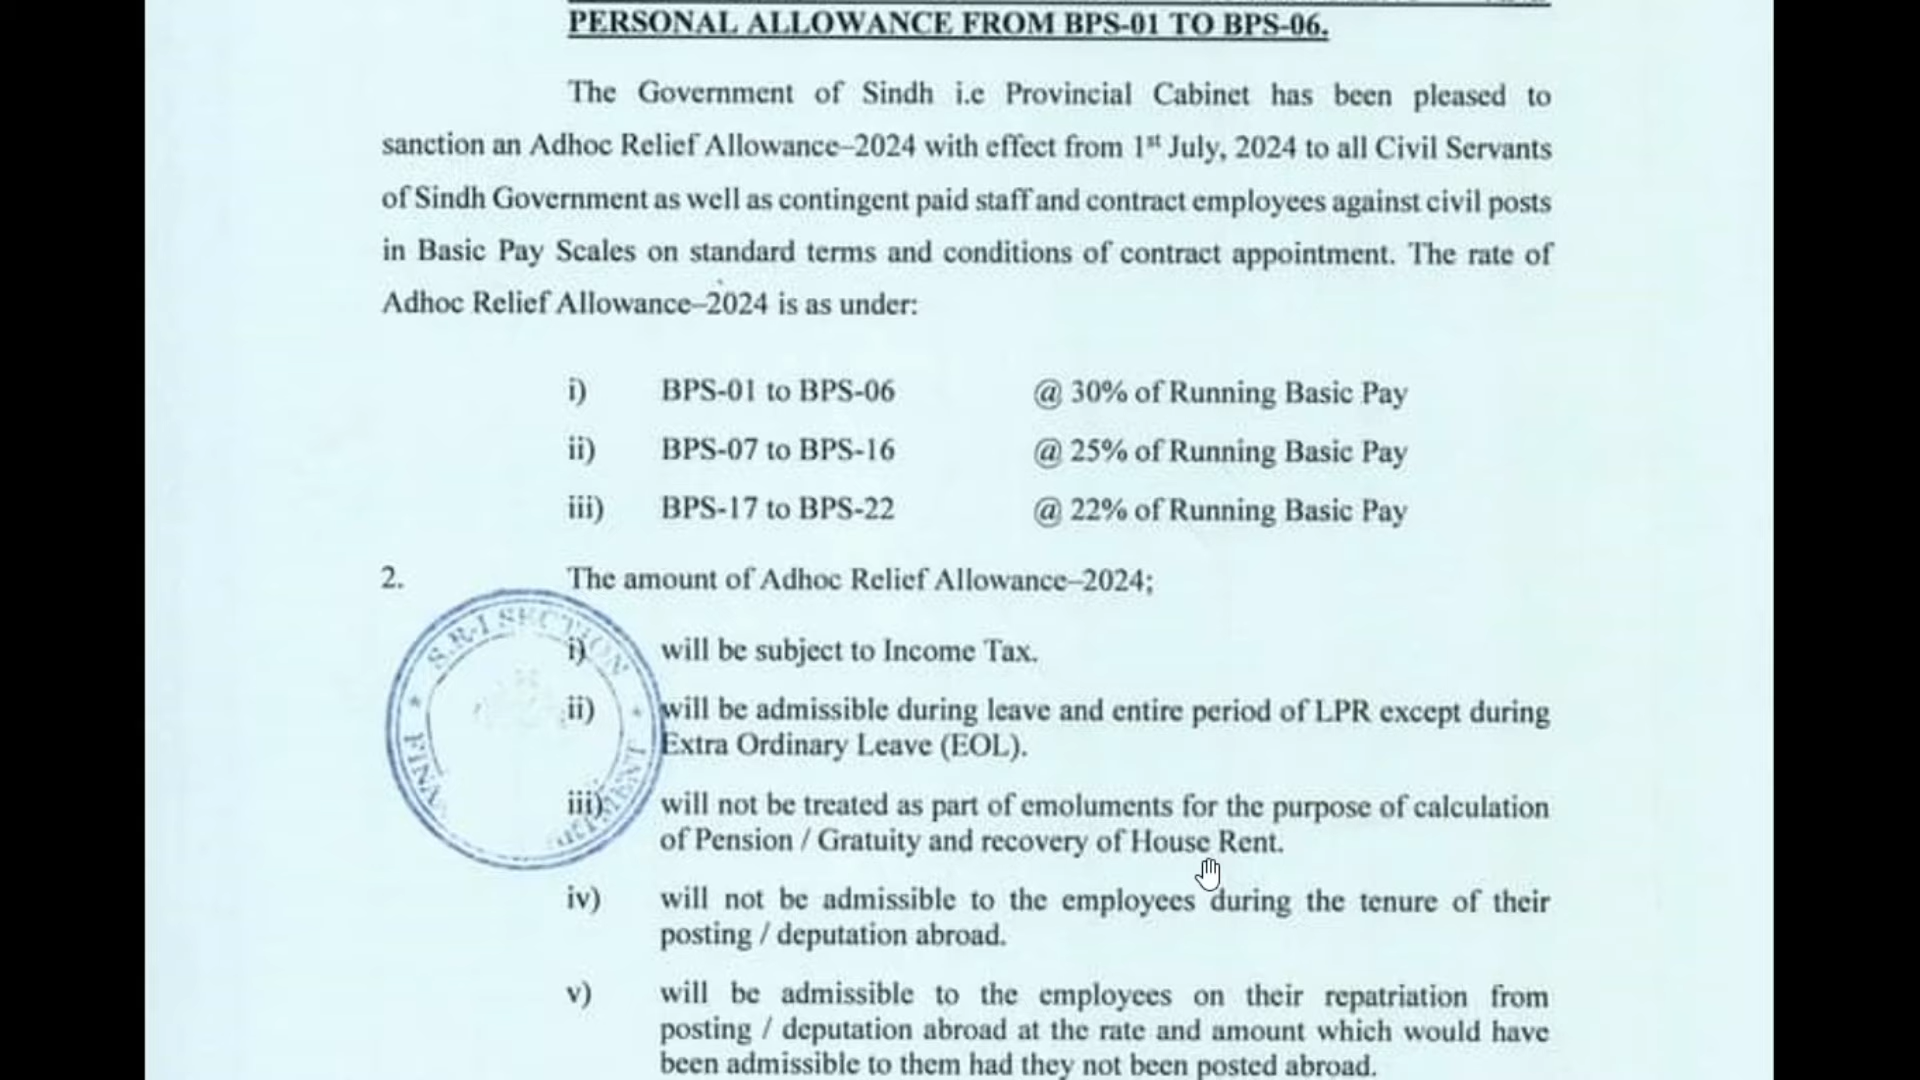 PERSONAL ALLOWANCE FROM BPS-01 TO BPS-06.
The Government of Sindh i.e Provincial Cabinet has been pleased to
sanction an Adhoc Relief Allowance–2024 with effect from 1st July, 2024 to all Civil Servants
of Sindh Government as well as contingent paid staff and contract employees against civil posts
in Basic Pay Scales on standard terms and conditions of contract appointment. The rate of
Adhoc Relief Allowance–2024 is as under:
i) BPS-01 to BPS-06 @ 30% of Running Basic Pay
ii) BPS-07 to BPS-16 @ 25% of Running Basic Pay
iii) BPS-17 to BPS-22 @ 22% of Running Basic Pay
2. The amount of Adhoc Relief Allowance–2024;
S.R-I SECTION
i) will be subject to Income Tax.
ii) will be admissible during leave and entire period of LPR except during
Extra Ordinary Leave (EOL).
iii) will not be treated as part of emoluments for the purpose of calculation
of Pension / Gratuity and recovery of House Rent.
iv) will not be admissible to the employees during the tenure of their
posting / deputation abroad.
v) will be admissible to the employees on their repatriation from
posting / deputation abroad at the rate and amount which would have
been admissible to them had they not been posted abroad.